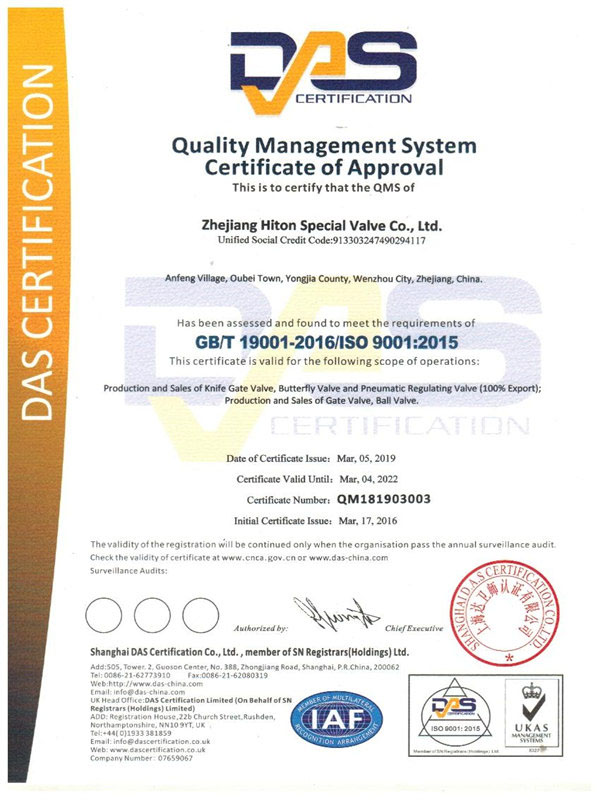 DAS CERTIFICATION
DAS
CERTIFICATION
Quality Management System
Certificate of Approval
This is to certify that the QMS of
Zhejiang Hiton Special Valve Co., Ltd.
Unified Social Credit Code:913303247490294117
Anfeng Village, Oubei Town, Yongjia County, Wenzhou City, Zhejiang, China.
Has been assessed and found to meet the requirements of
GB/T 19001-2016/ISO 9001:2015
This certificate is valid for the following scope of operations:
Production and Sales of Knife Gate Valve, Butterfly Valve and Pneumatic Regulating Valve (100% Export);
Production and Sales of Gate Valve, Ball Valve.
DAS
CERTIFICATION
Date of Certificate Issue: Mar, 05, 2019
Certificate Valid Until: Mar, 04, 2022
Certificate Number: QM181903003
Initial Certificate Issue: Mar, 17, 2016
The validity of the registration will be continued only when the organisation pass the annual surveillance audit.
Check the validity of certificate at www.cnca.gov.cn or www.das-china.com
Surveillance Audits:
Authorized by:
Chief Executive
SHANGHAI DAS CERTIFICATION CO., LTD.
上海达卫师认证有限公司
Shanghai DAS Certification Co., Ltd. , member of SN Registrars(Holdings) Ltd.
Add:505, Tower. 2, Guoson Center, No. 388, Zhongjiang Road, Shanghai, P.R.China, 200062
Tel:0086-21-62773910 Fax:0086-21-62080319
Web:http://www.das-china.com
Email: info@das-china.com
UK Head Office:DAS Certification Limited (On Behalf of SN
Registrars (Holdings) Limited)
ADD: Registration House,22b Church Street,Rushden,
Northamptonshire, NN10 9YT, UK .
Tel:+44(0)1933 381859
Email: info@dascertification.co.uk
Web: www.dascertification.co.uk
Company Number : 07659067
MEMBER OF MULTILATERAL
IAF
RECOGNITION ARRANGEMENT
DAS
CERTIFICATION
ISO 9001: 2015
Member of SN Registrars (Holdings) Ltd
UKAS
MANAGEMENT
SYSTEMS